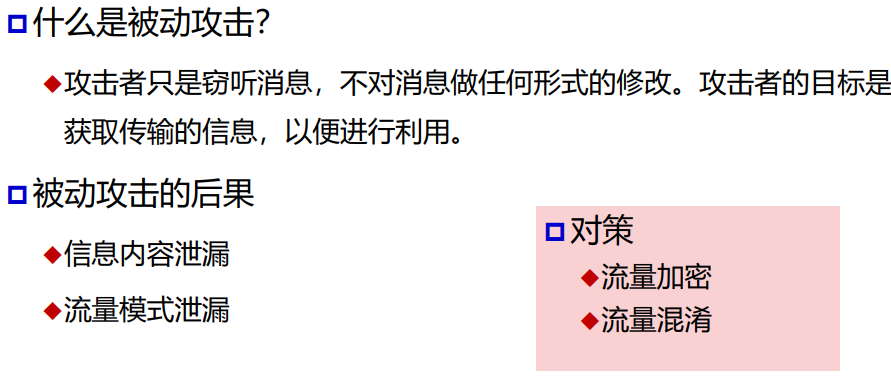 什么是被动攻击?
攻击者只是窃听消息，不对消息做任何形式的修改。攻击者的目标是
获取传输的信息，以便进行利用。
被动攻击的后果
信息内容泄漏
流量模式泄漏
对策
流量加密
流量混淆